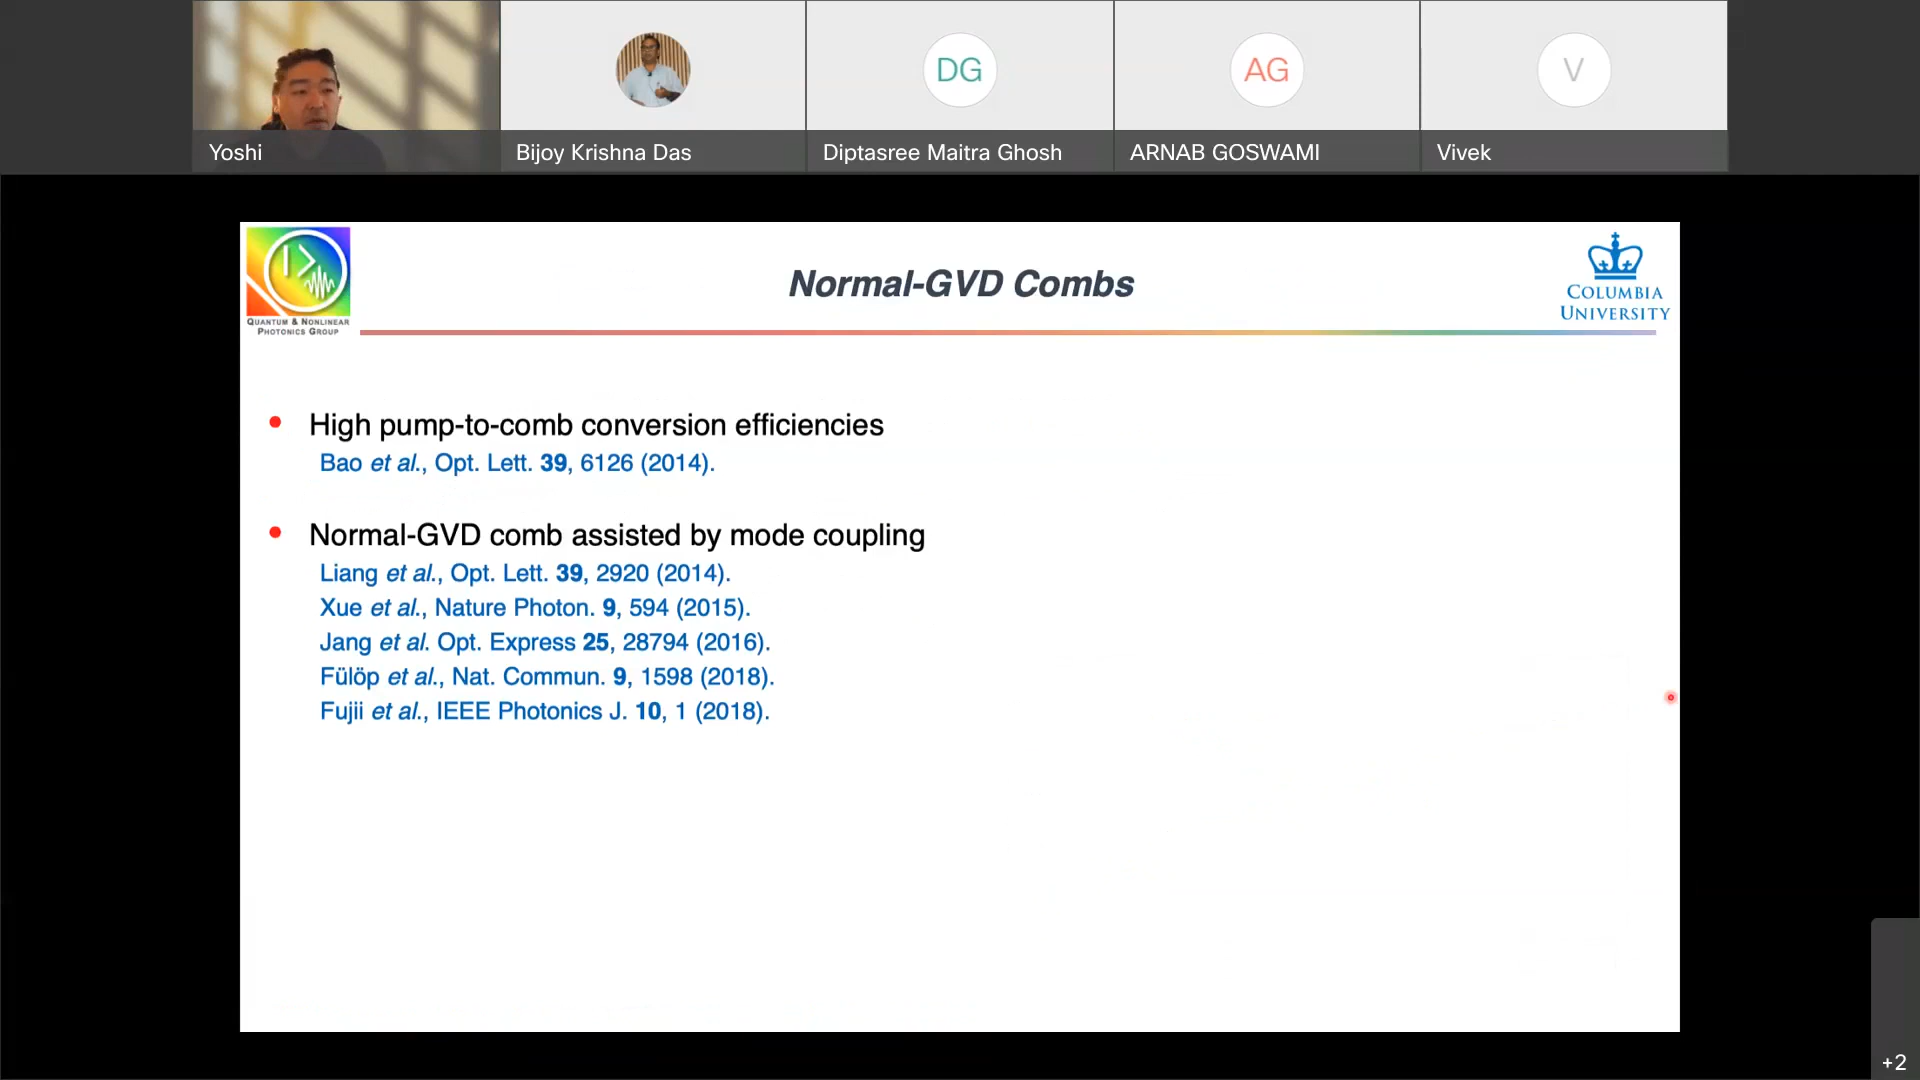 DG
AG
V
Yoshi
Bijoy Krishna Das
Diptasree Maitra Ghosh
ARNAB GOSWAMI
Vivek
QUANTUM & NONLINEAR
PHOTONICS GROUP
Normal-GVD Combs
COLUMBIA
UNIVERSITY
• High pump-to-comb conversion efficiencies
Bao et al., Opt. Lett. 39, 6126 (2014).
• Normal-GVD comb assisted by mode coupling
Liang et al., Opt. Lett. 39, 2920 (2014).
Xue et al., Nature Photon. 9, 594 (2015).
Jang et al. Opt. Express 25, 28794 (2016).
Fülöp et al., Nat. Commun. 9, 1598 (2018).
Fujii et al., IEEE Photonics J. 10, 1 (2018).
+2